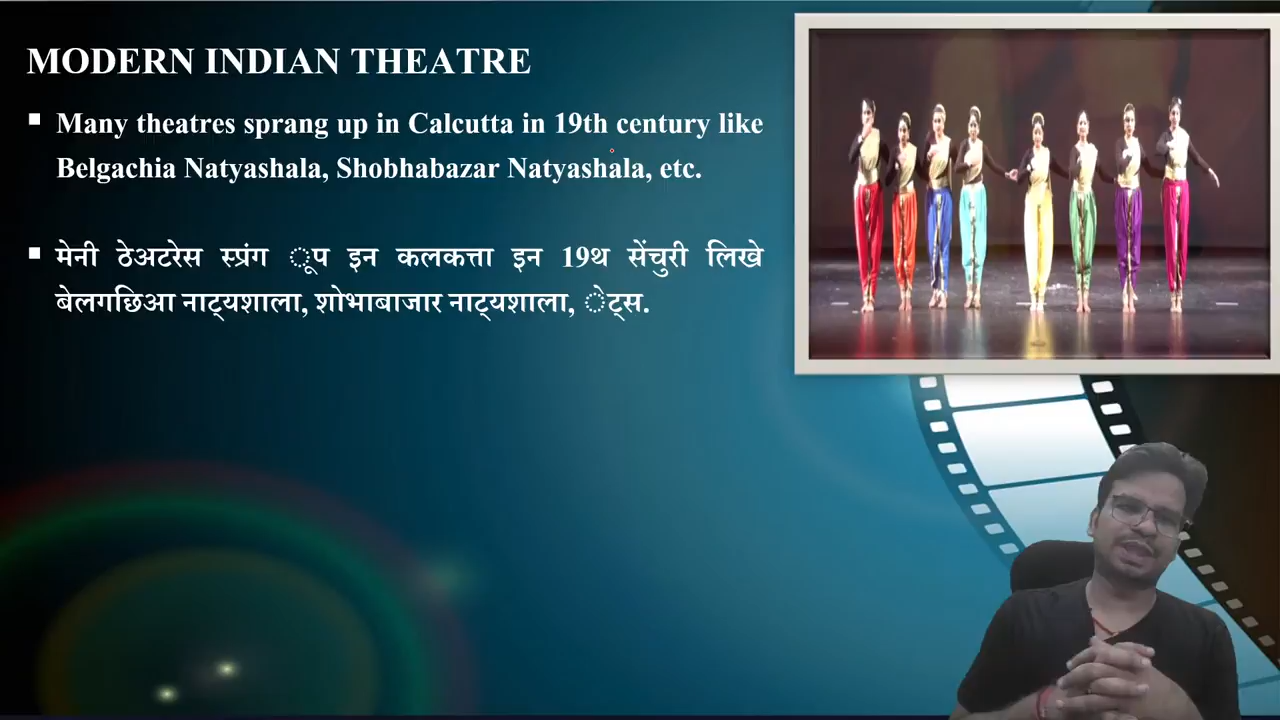 MODERN INDIAN THEATRE
▪ Many theatres sprang up in Calcutta in 19th century like
Belgachia Natyashala, Shobhabazar Natyashala, etc.
▪ मेनी ठेअटरेस स्प्रंग ूप इन कलकत्ता इन 19थ सेंचुरी लिखे
बेलगछिआ नाट्यशाला, शोभाबाजार नाट्यशाला, ेट्स.